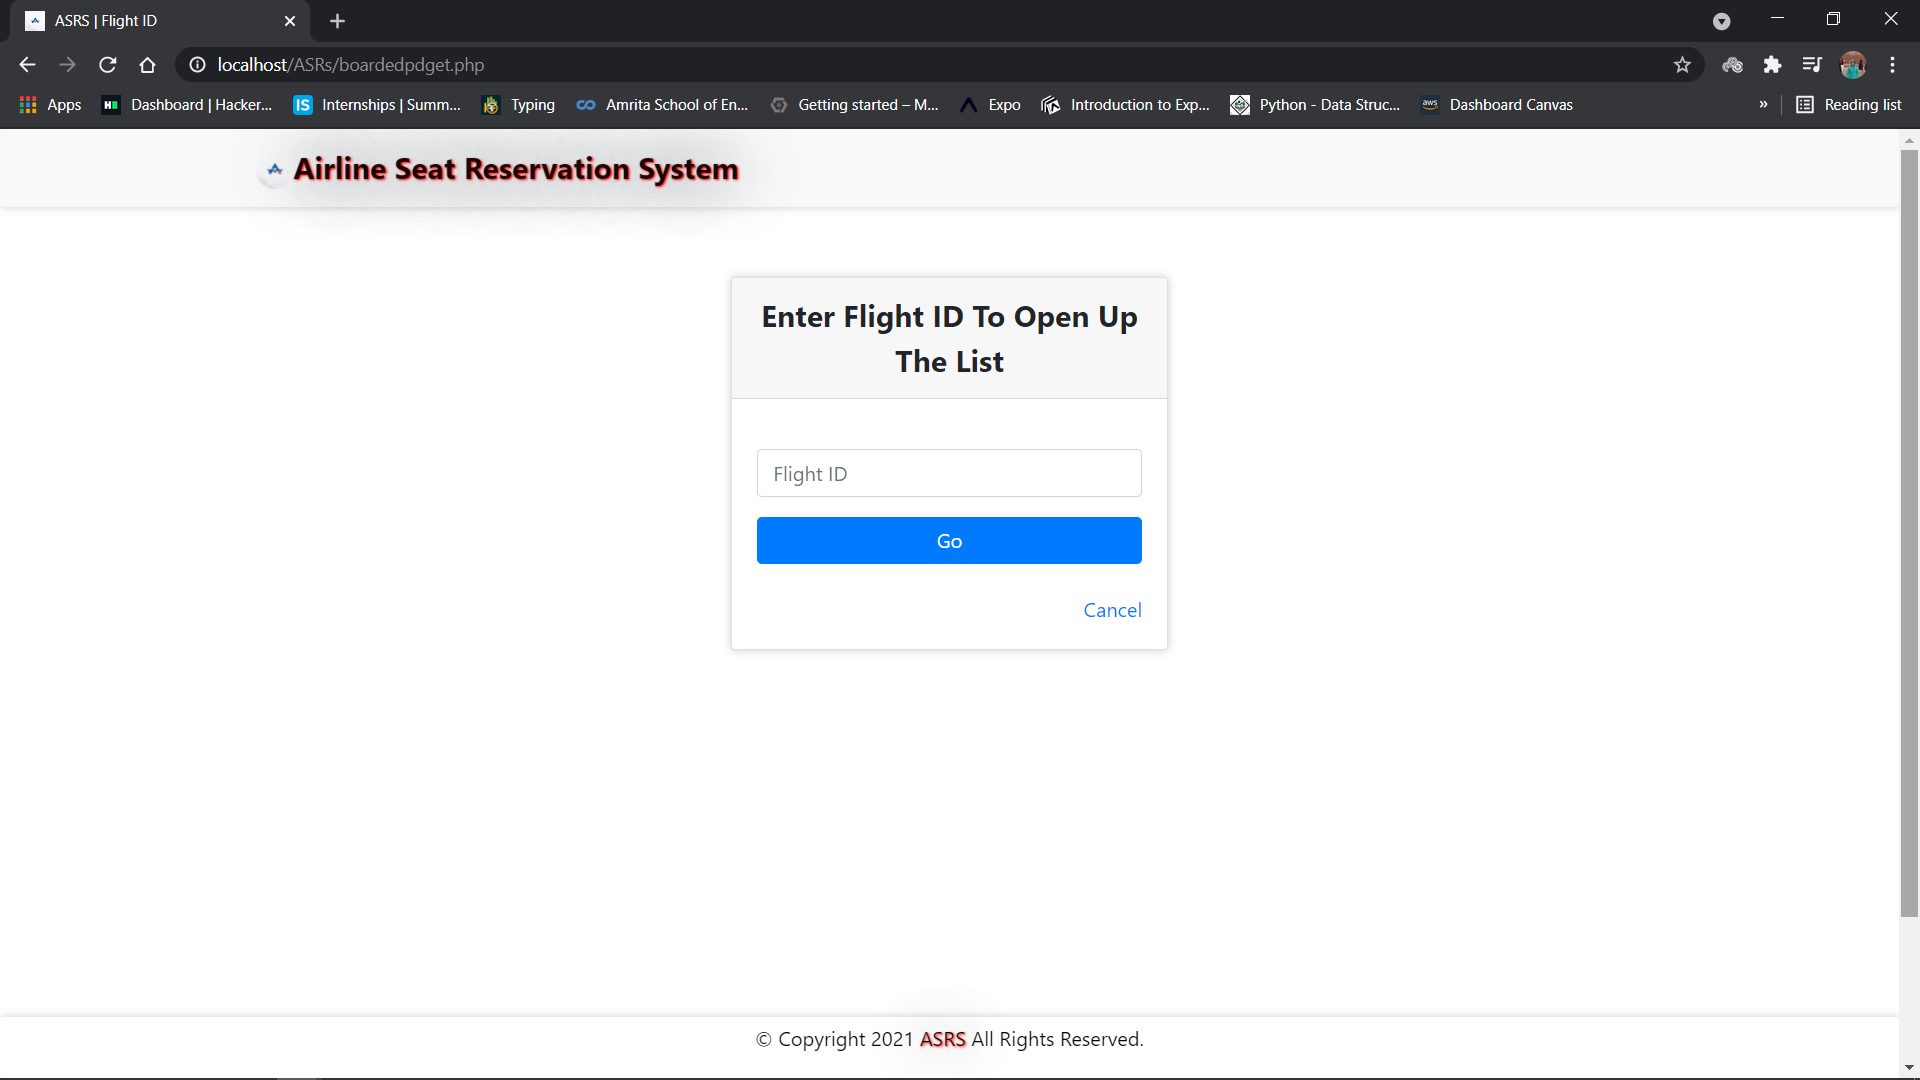 ASRS | Flight ID
localhost/ASRs/boardedpdget.php
Apps
Dashboard | Hacker...
Internships | Summ...
Typing
Amrita School of En...
Getting started – M...
Expo
Introduction to Exp...
Python - Data Struc...
aws
Dashboard Canvas
»
Reading list
Airline Seat Reservation System
Enter Flight ID To Open Up
The List
Flight ID
Go
Cancel
© Copyright 2021 ASRS All Rights Reserved.